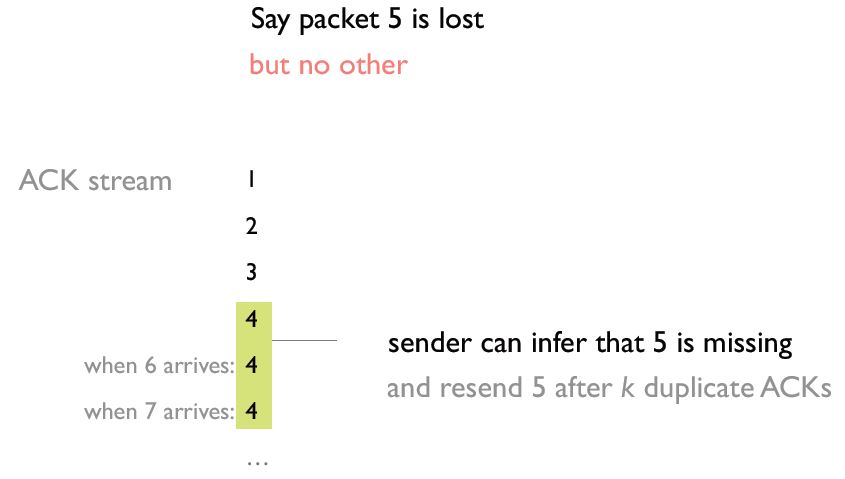 Say packet 5 is lost
but no other
ACK stream 1
2
3
4
sender can infer that 5 is missing
when 6 arrives: 4
and resend 5 after k duplicate ACKs
when 7 arrives: 4
...